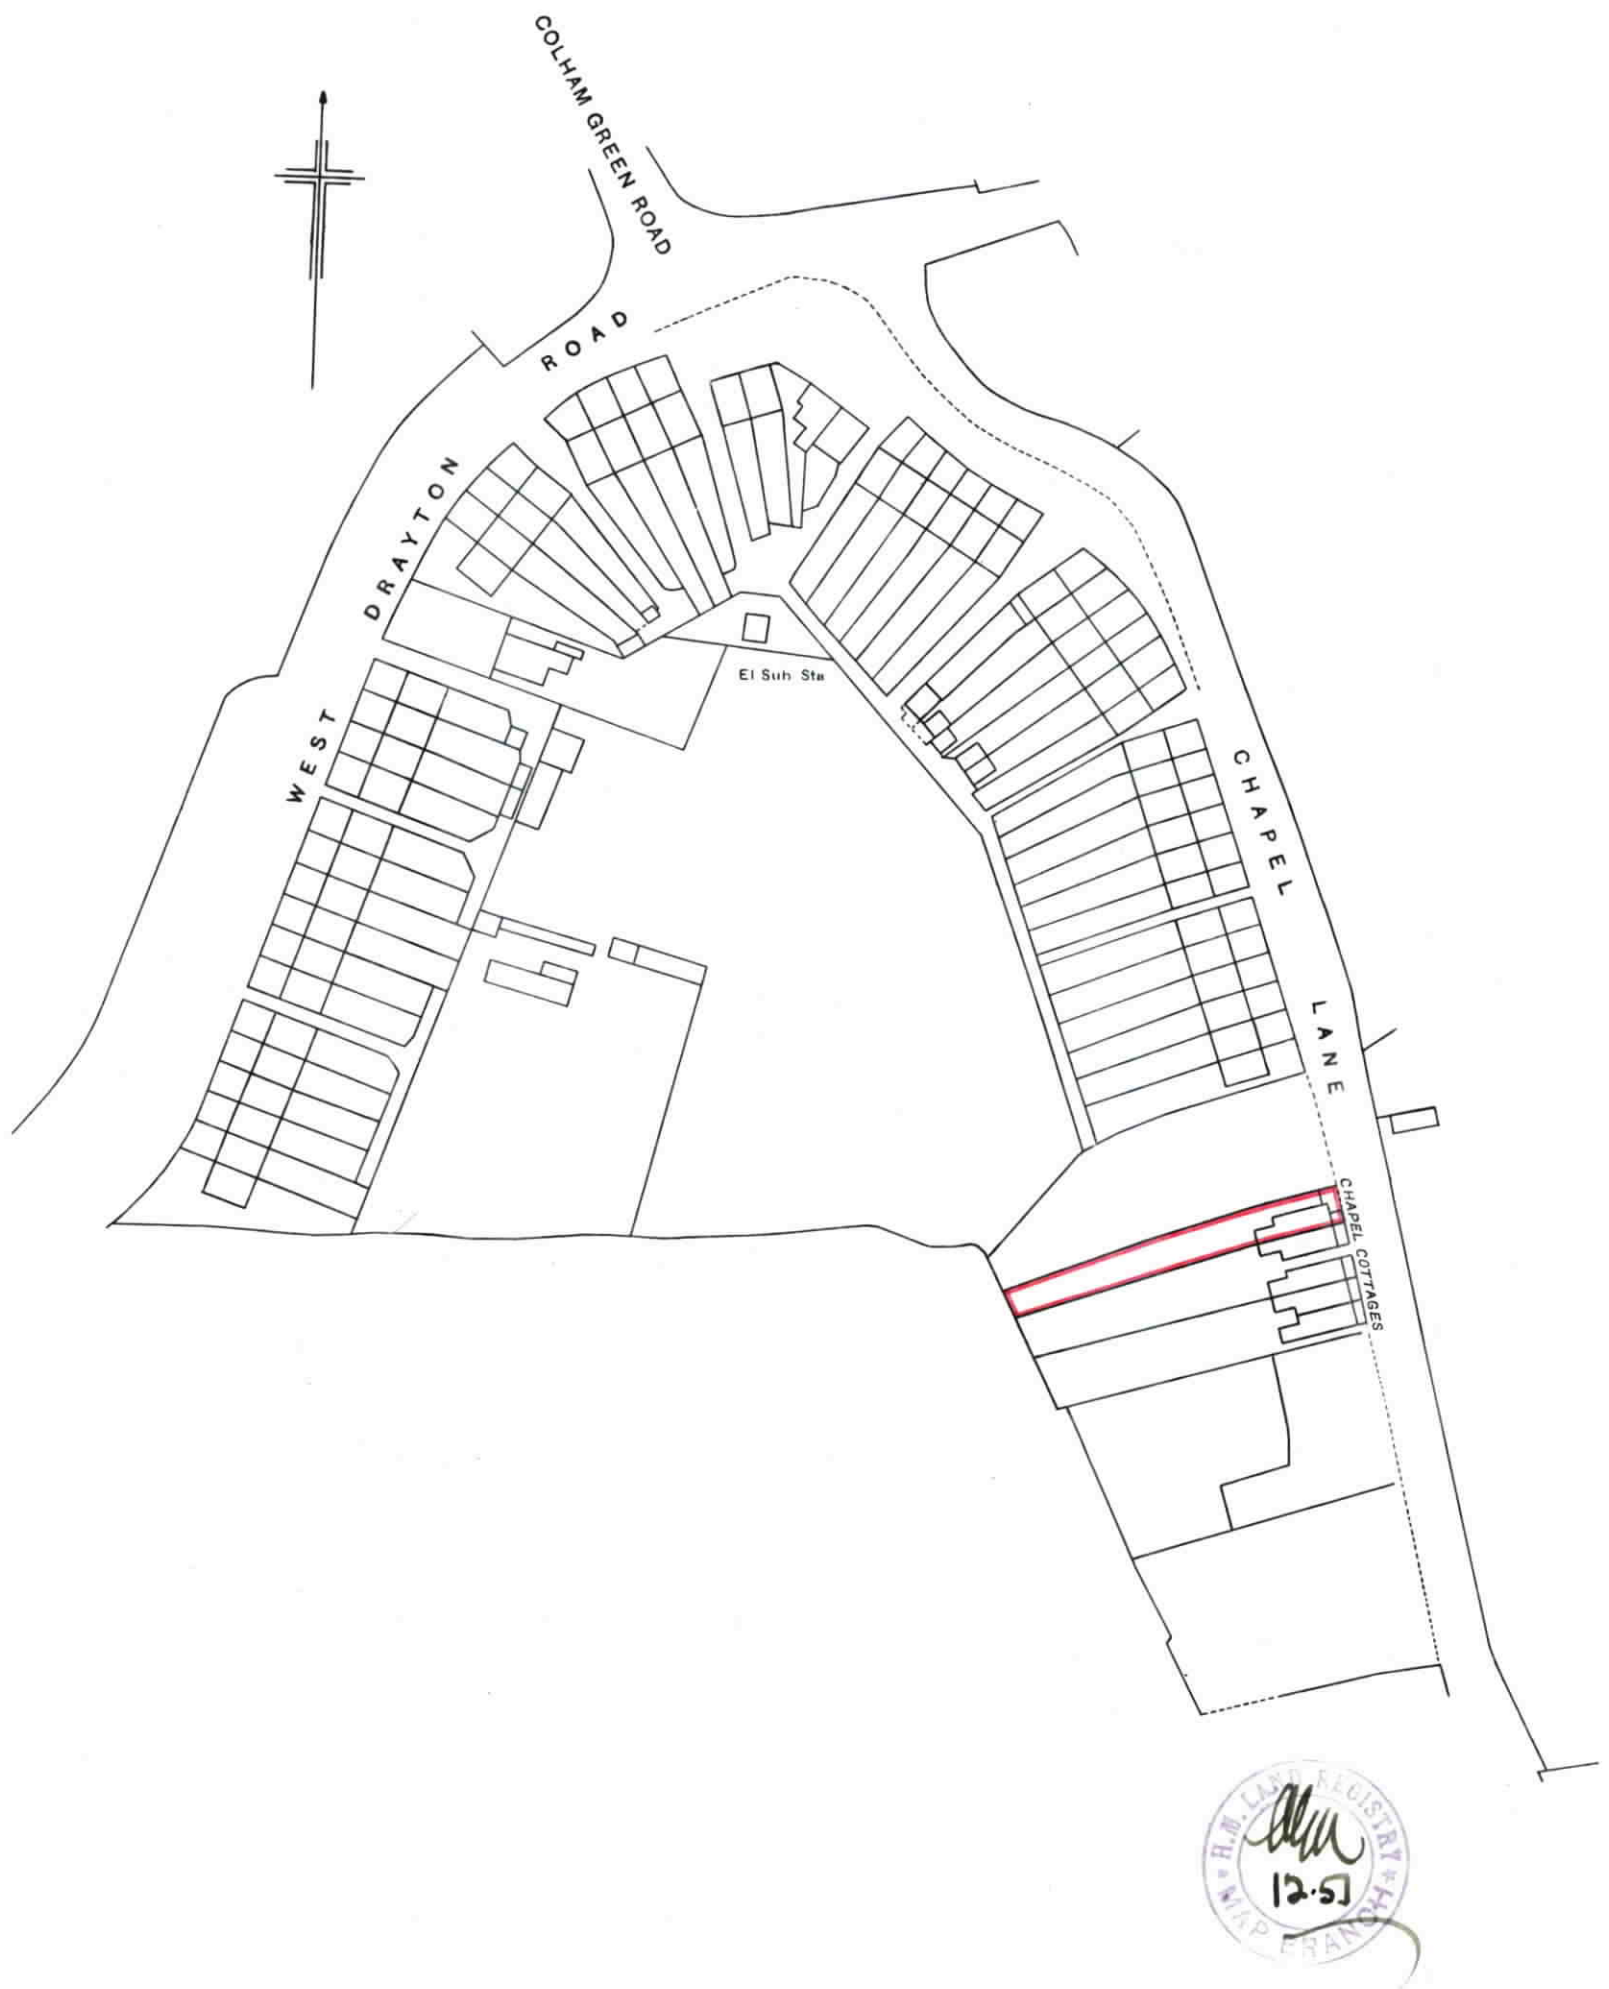 COLHAM GREEN ROAD
WEST DRAYTON ROAD
El Sub Sta
CHAPEL LANE
CHAPEL COTTAGES
H.M. LAND REGISTRY
MAP BRANCH
12.57